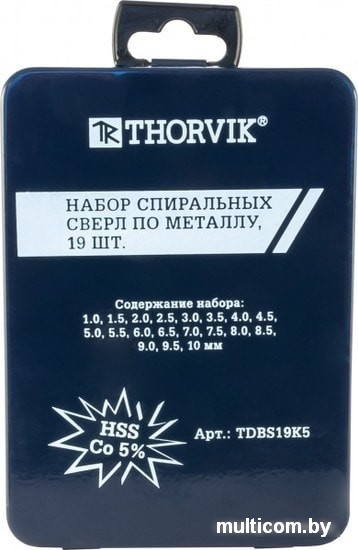 THORVIK®
НАБОР СПИРАЛЬНЫХ
СВЕРЛ ПО МЕТАЛЛУ,
19 ШТ.
Содержание набора:
1.0, 1.5, 2.0, 2.5, 3.0, 3.5, 4.0, 4.5,
5.0, 5.5, 6.0, 6.5, 7.0, 7.5, 8.0, 8.5,
9.0, 9.5, 10 мм
HSS
Co 5%
Арт.: TDBS19K5
multicom.by